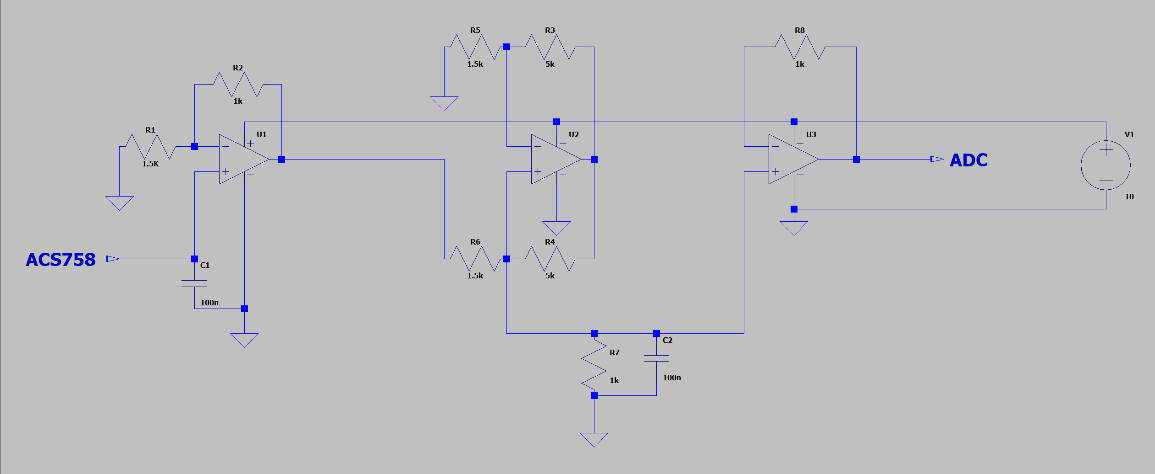 R5
R3
R8
1.5k
5k
1k
R2
1k
R1
1.5K
U1
U2
U3
V1
10
ADC
ACS758
C1
100n
R6
R4
1.5k
5k
R7
1k
C2
100n